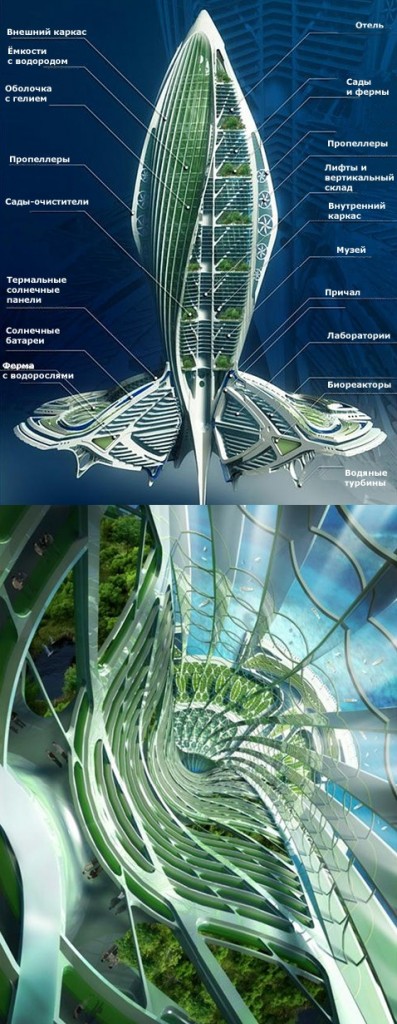 Внешний каркас
Ёмкости
с водородом
Оболочка
с гелием
Пропеллеры
Сады-очистители
Термальные
солнечные
панели
Солнечные
батареи
Ферма
с водорослями
Отель
Сады
и фермы
Пропеллеры
Лифты и
вертикальный
склад
Внутренний
каркас
Музей
Причал
Лаборатории
Биореакторы
Водяные
турбины